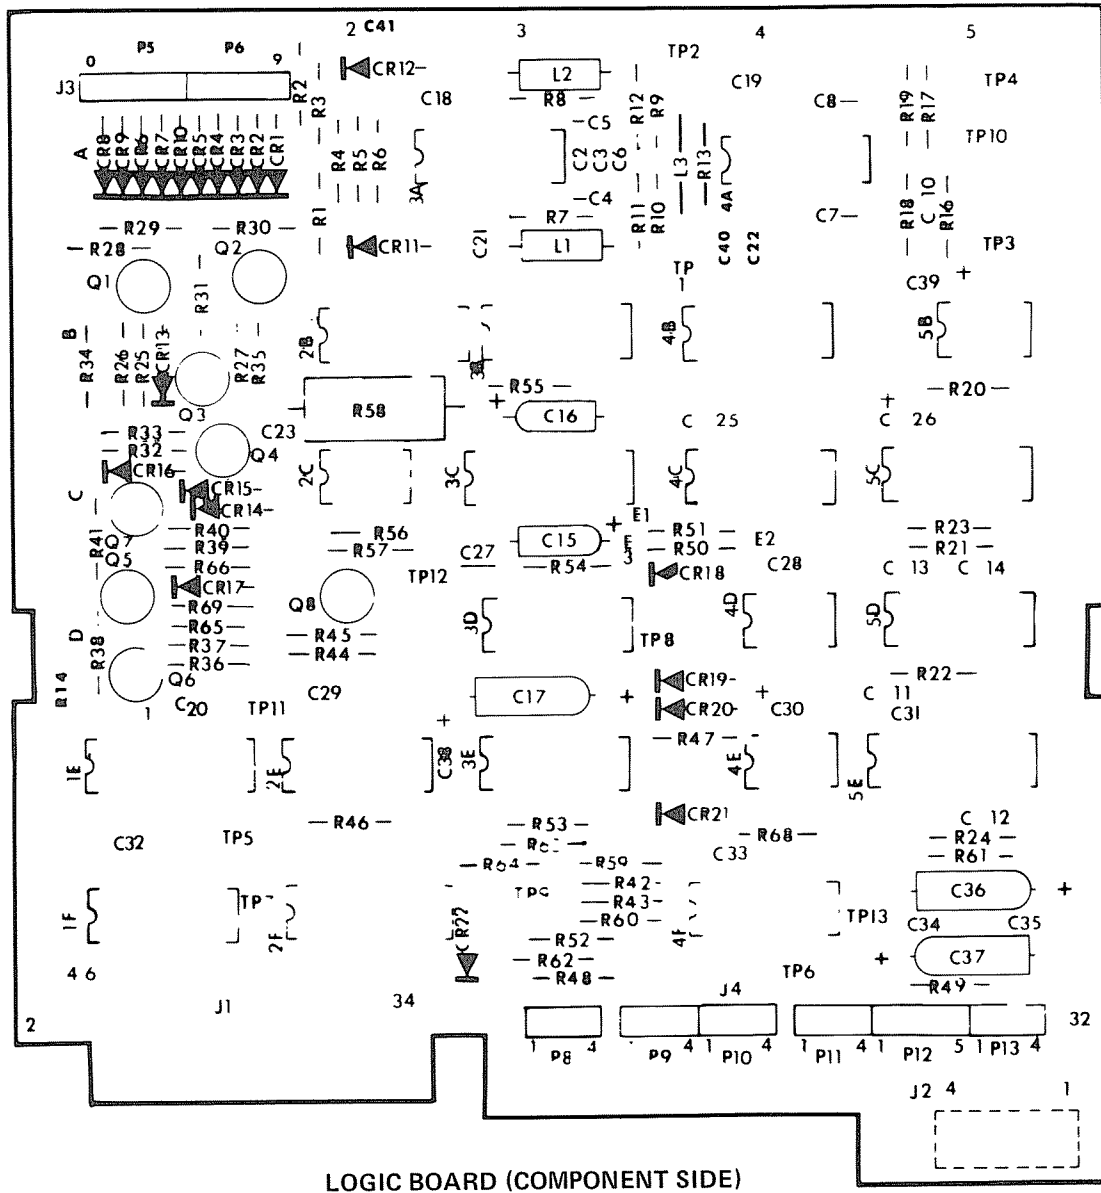 2 C41 3 4 5
P5 P6
0 9
J3
R2
R3
CR12
C18
L2
R8
C5
R12
R9
TP2
C19
C8
R19
R17
TP4
TP10
A
CR8
CR9
CR6
CR7
CR10
CR5
CR4
CR3
CR2
CR1
R4
R5
R6
3A
C2
C3
C6
C4
L3
R13
4A
R1
R7
R11
R10
C7
R18
C10
R16
R29
R30
R28
Q2
CR11
C21
L1
TP
1
C40
C22
TP3
Q1
R31
C39 +
B
R34
R26
R25
CR13
R27
R35
2B
4B
5B
R55
R20
Q3
R58
+
C16
C 25
+
C 26
R33
R32
C23
Q4
CR16
2C
3C
4C
5C
C
CR15
CR14
R41
Q7
Q5
R40
R39
R66
R56
R57
TP12
C27
C15
+
E1
E
3
R54
R51
R50
E2
CR18
C28
R23
R21
C 13
C 14
CR17
R69
R65
R37
R36
Q8
R45
R44
3D
TP8
4D
5D
D
R38
R14
Q6
1
C20
TP11
C29
C17
+
CR19
CR20
+
C30
R22
C 11
C31
+
C38
R47
1E
2E
3E
4E
5E
R46
R53
CR21
R68
C 12
C32
TP5
R64
R59
C33
R24
R61
R42
R43
R60
C36
+
1F
2F
CR22
4F
TP13
C34
C35
R52
R62
R48
+
C37
46
TP6
R49
J1
34
J4
2
32
1 4
P8
4
P9
1 4
P10
1 4
P11
1 5
P12
1 4
P13
J2 4 1
LOGIC BOARD (COMPONENT SIDE)